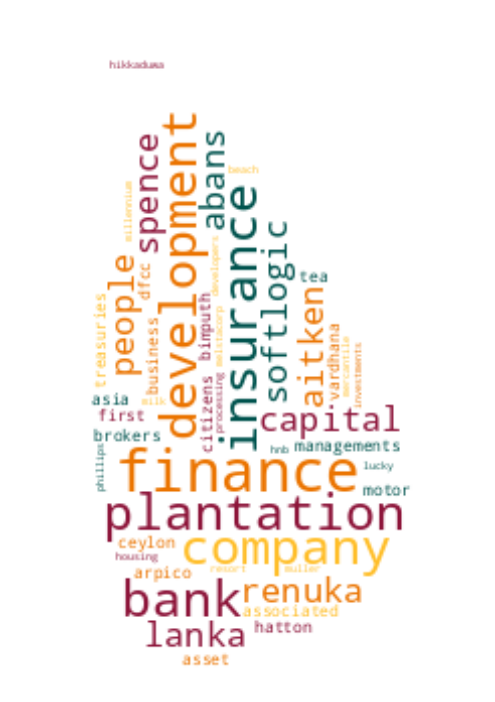 hikkaduwa
development
spence
abans
beach
insurance
millennium
softlogic
people
dfcc
developers
tea
aitken
treasuries
business
bimputh
melstacorp
vardhana
mercantile
investments
processing
citizens
asia
milk
first
capital
brokers
hnb
managements
phillips
finance
lucky
motor
plantation
ceylon
company
housing
arpico
resort
muller
bank
renuka
associated
lanka
hatton
asset